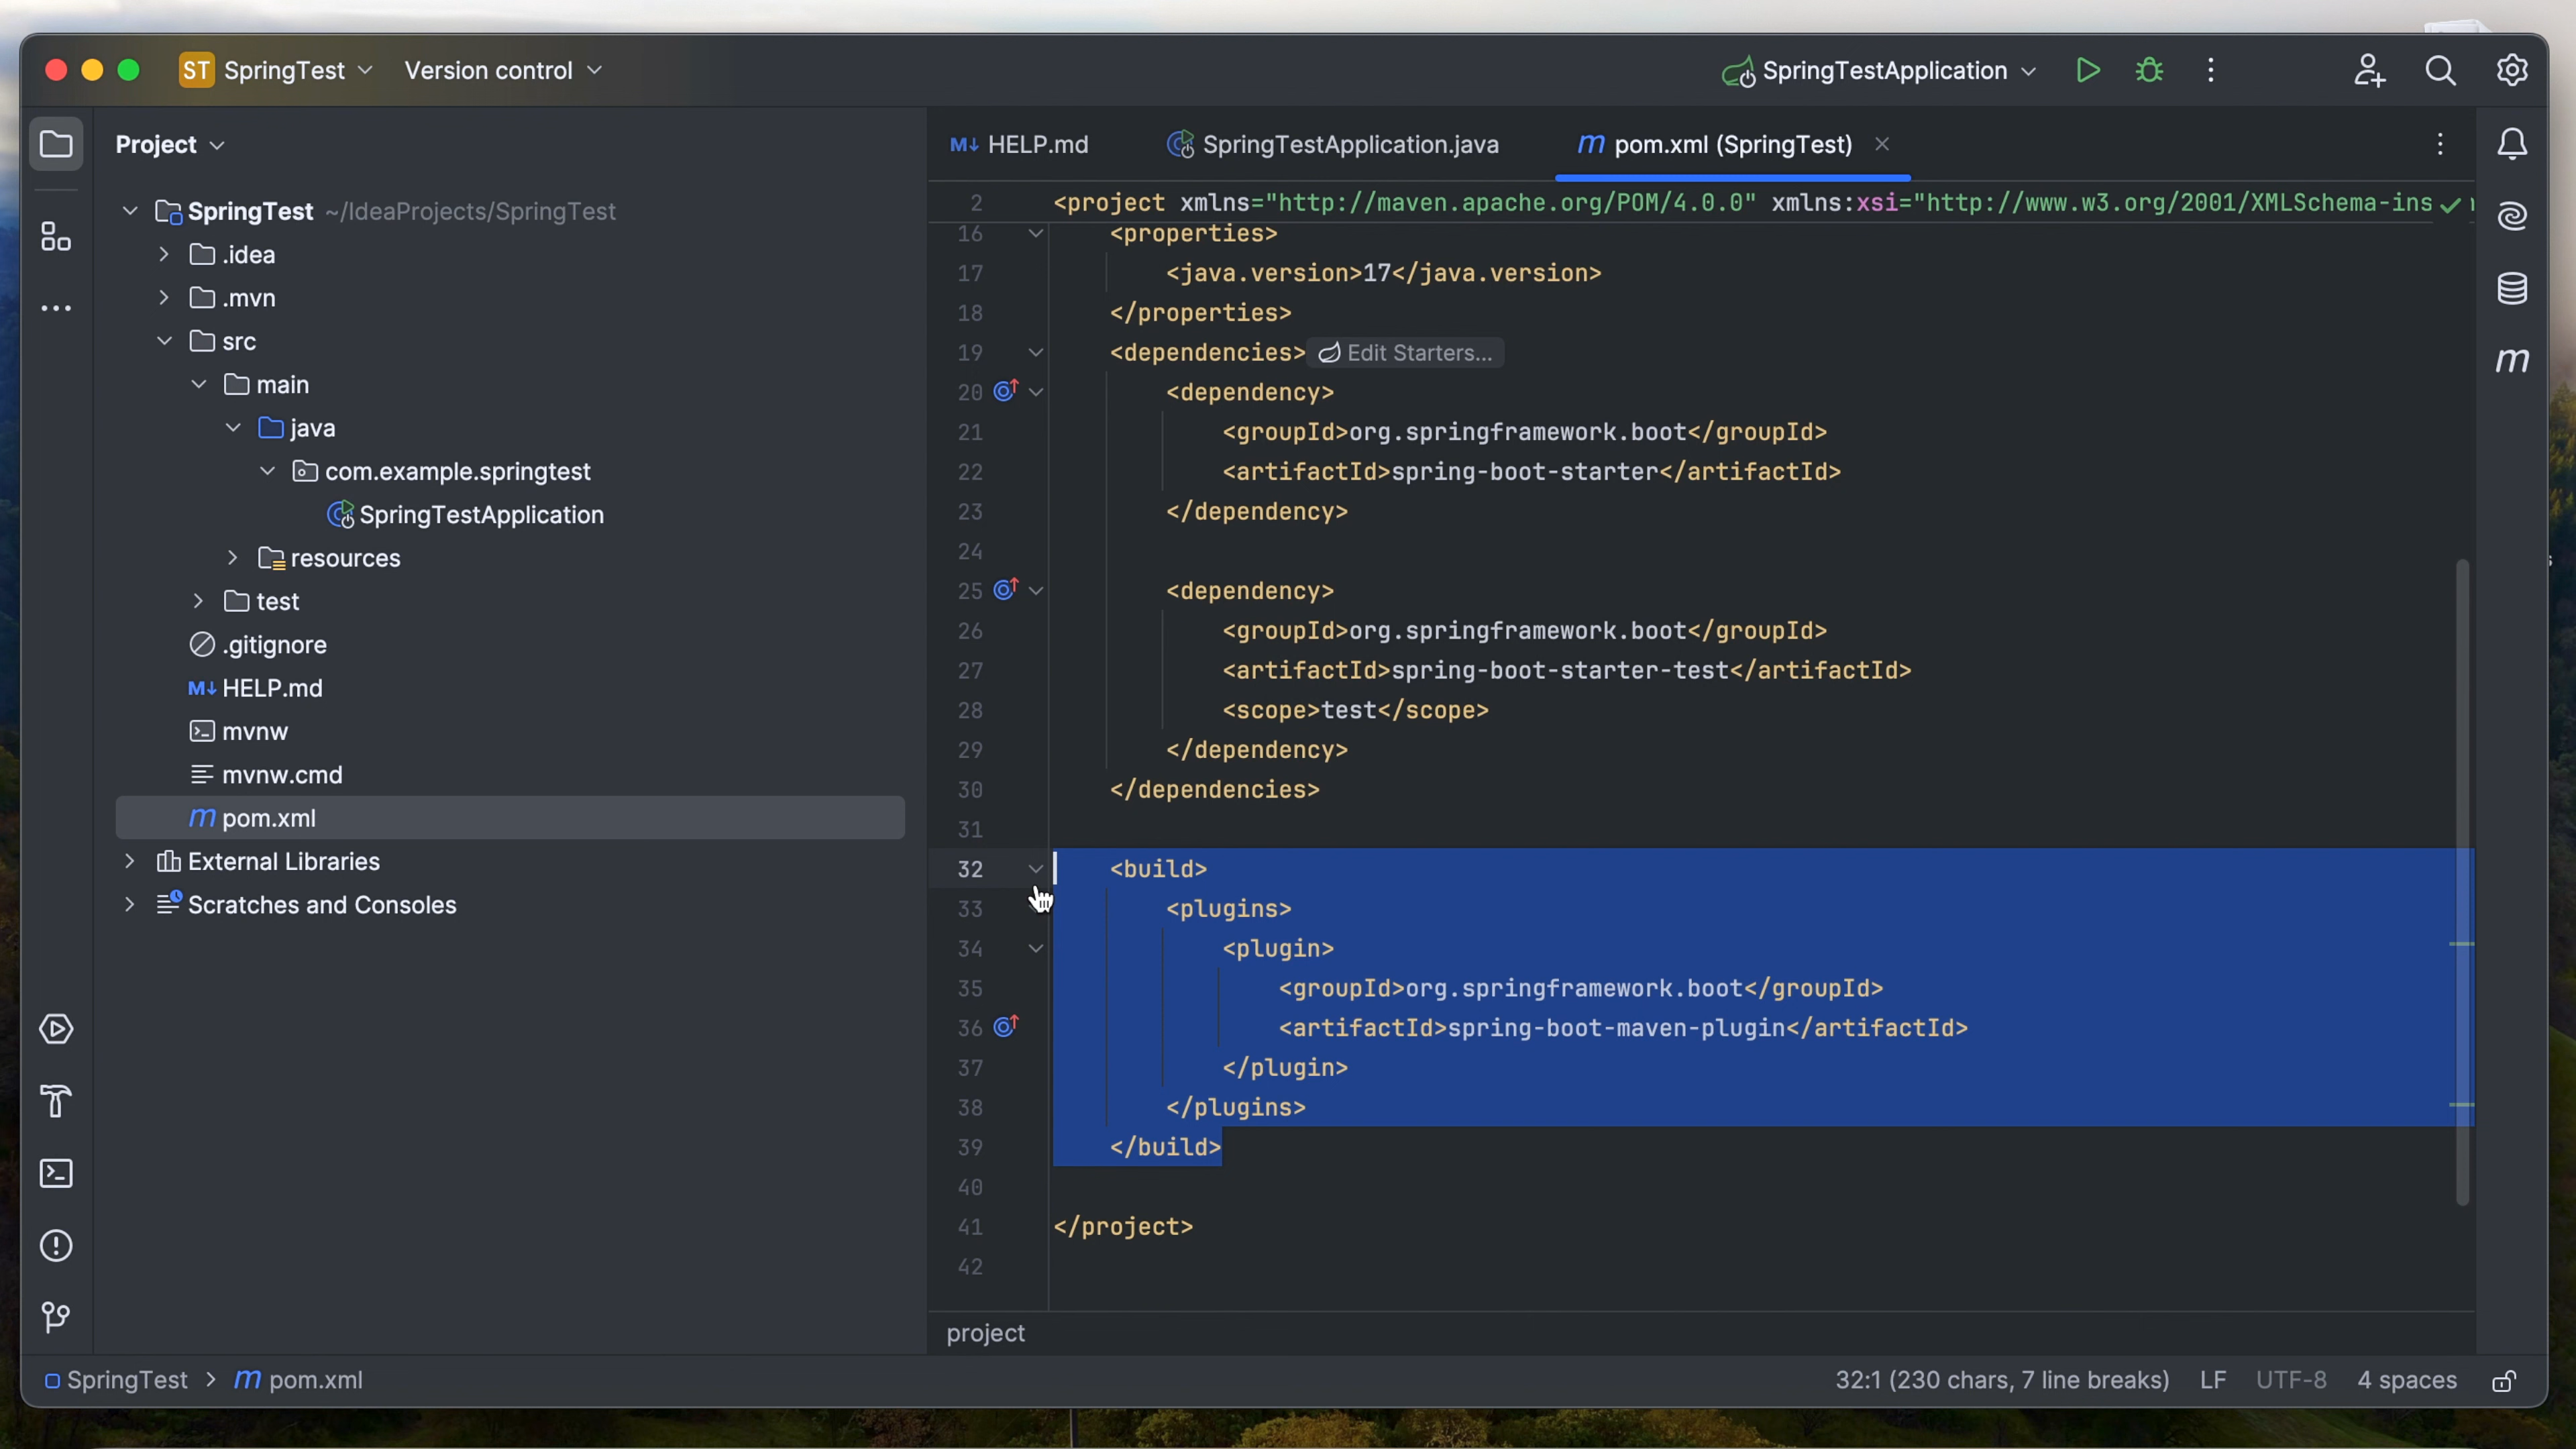 ST SpringTest Version control SpringTestApplication
Project
SpringTest ~/IdeaProjects/SpringTest
.idea
.mvn
src
main
java
com.example.springtest
SpringTestApplication
resources
test
.gitignore
M↓ HELP.md
mvnw
mvnw.cmd
m pom.xml
External Libraries
Scratches and Consoles
M↓ HELP.md SpringTestApplication.java m pom.xml (SpringTest)
2 <project xmlns="http://maven.apache.org/POM/4.0.0" xmlns:xsi="http://www.w3.org/2001/XMLSchema-ins
16 <properties>
17 <java.version>17</java.version>
18 </properties>
19 <dependencies> Edit Starters...
20 <dependency>
21 <groupId>org.springframework.boot</groupId>
22 <artifactId>spring-boot-starter</artifactId>
23 </dependency>
24
25 <dependency>
26 <groupId>org.springframework.boot</groupId>
27 <artifactId>spring-boot-starter-test</artifactId>
28 <scope>test</scope>
29 </dependency>
30 </dependencies>
31
32 <build>
33 <plugins>
34 <plugin>
35 <groupId>org.springframework.boot</groupId>
36 <artifactId>spring-boot-maven-plugin</artifactId>
37 </plugin>
38 </plugins>
39 </build>
40
41 </project>
42
project
m
SpringTest > m pom.xml 32:1 (230 chars, 7 line breaks) LF UTF-8 4 spaces